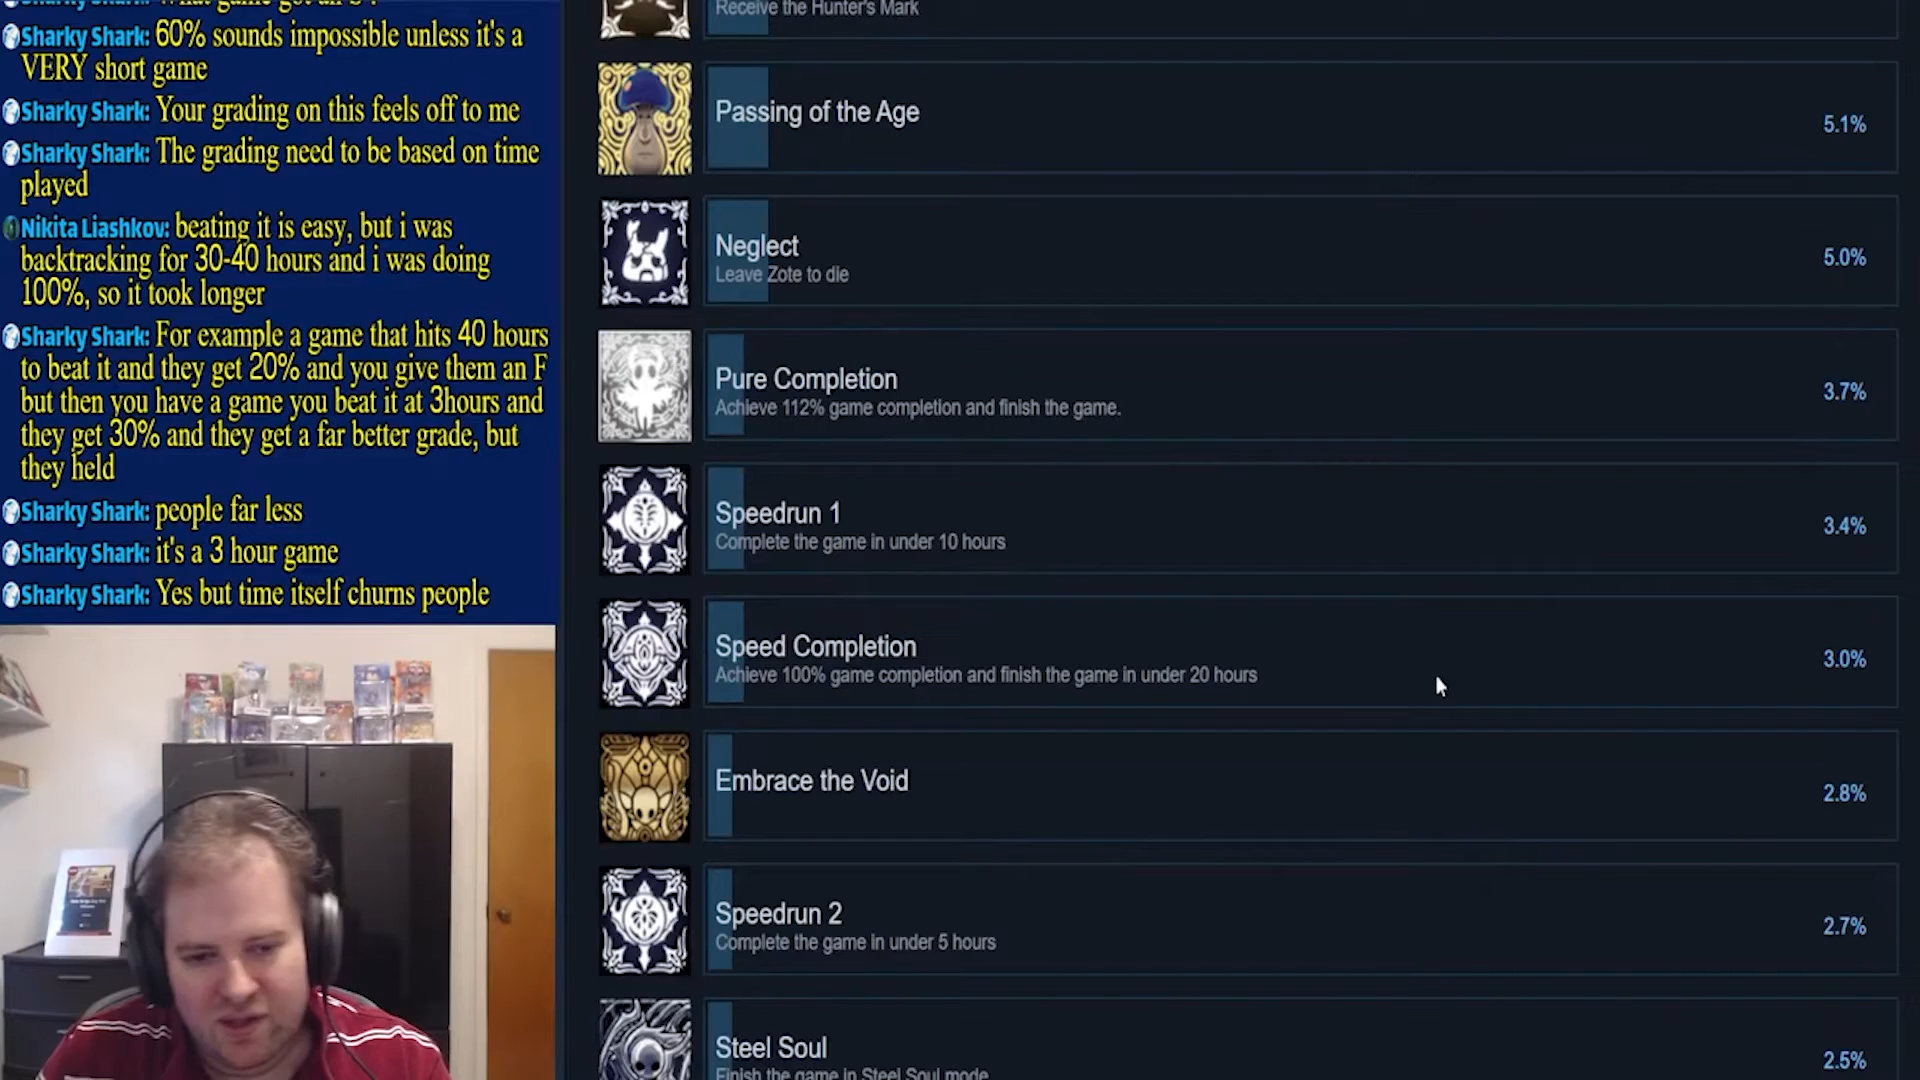 Sharky Shark: 60% sounds impossible unless it's a
VERY short game
Sharky Shark: Your grading on this feels off to me
Sharky Shark: The grading need to be based on time
played
Nikita Liashkov: beating it is easy, but i was
backtracking for 30-40 hours and i was doing
100%, so it took longer
Sharky Shark: For example a game that hits 40 hours
to beat it and they get 20% and you give them an F
but then you have a game you beat it at 3hours and
they get 30% and they get a far better grade, but
they held
Sharky Shark: people far less
Sharky Shark: it's a 3 hour game
Sharky Shark: Yes but time itself churns people
Receive the Hunter's Mark
Passing of the Age
5.1%
Neglect
Leave Zote to die
5.0%
Pure Completion
Achieve 112% game completion and finish the game.
3.7%
Speedrun 1
Complete the game in under 10 hours
3.4%
Speed Completion
Achieve 100% game completion and finish the game in under 20 hours
3.0%
Embrace the Void
2.8%
Speedrun 2
Complete the game in under 5 hours
2.7%
Steel Soul
Finish the game in Steel Soul mode
2.5%